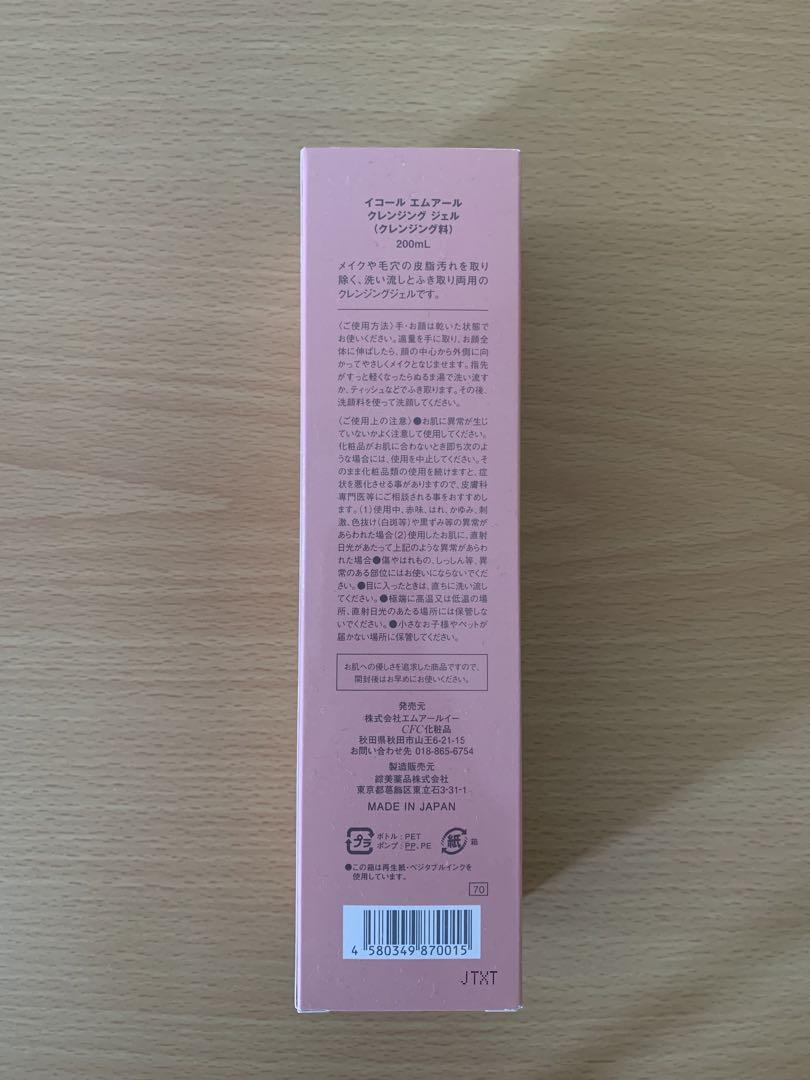 イコール エムアール
クレンジング ジェル
（クレンジング料）
200mL
メイクや毛穴の皮脂汚れを取り
除く、洗い流しとふき取り両用の
クレンジングジェルです。
〈ご使用方法〉手・お顔は乾いた状態で
お使いください。適量を手に取り、お顔全
体に伸ばしたら、顔の中心から外側に向
かってやさしくメイクとなじませます。指先
がすっと軽くなったらぬるま湯で洗い流す
か、ティッシュなどでふき取ります。その後、
洗顔料を使って洗顔してください。
〈ご使用上の注意〉●お肌に異常が生じ
ていないかよく注意して使用してください。
化粧品がお肌に合わないとき即ち次のよ
うな場合には、使用を中止してください。そ
のまま化粧品類の使用を続けますと、症
状を悪化させる事がありますので、皮膚科
専門医等にご相談される事をおすすめし
ます。（1）使用中、赤味、はれ、かゆみ、刺
激、色抜け（白斑等）や黒ずみ等の異常が
あらわれた場合（2）使用したお肌に、直射
日光があたって上記のような異常があらわ
れた場合●傷やはれもの、しっしん等、異
常のある部位にはお使いにならないでくだ
さい。●目に入ったときは、直ちに洗い流し
てください。●極端に高温又は低温の場
所、直射日光のあたる場所には保管しな
いでください。●小さなお子様やペットが
届かない場所に保管してください。
お肌への優しさを追求した商品ですので、
開封後はお早めにお使いください。
発売元
株式会社エムアールイー
CFC化粧品
秋田県秋田市山王6-21-15
お問い合わせ先 018-865-6754
製造販売元
綜美薬品株式会社
東京都葛飾区東立石3-31-1
MADE IN JAPAN
プラ
ボトル：PET
ポンプ：PP、PE
紙
箱
●この箱は再生紙・ベジタブルインクを
使用しています。
70
4 580349 870015
JTXT